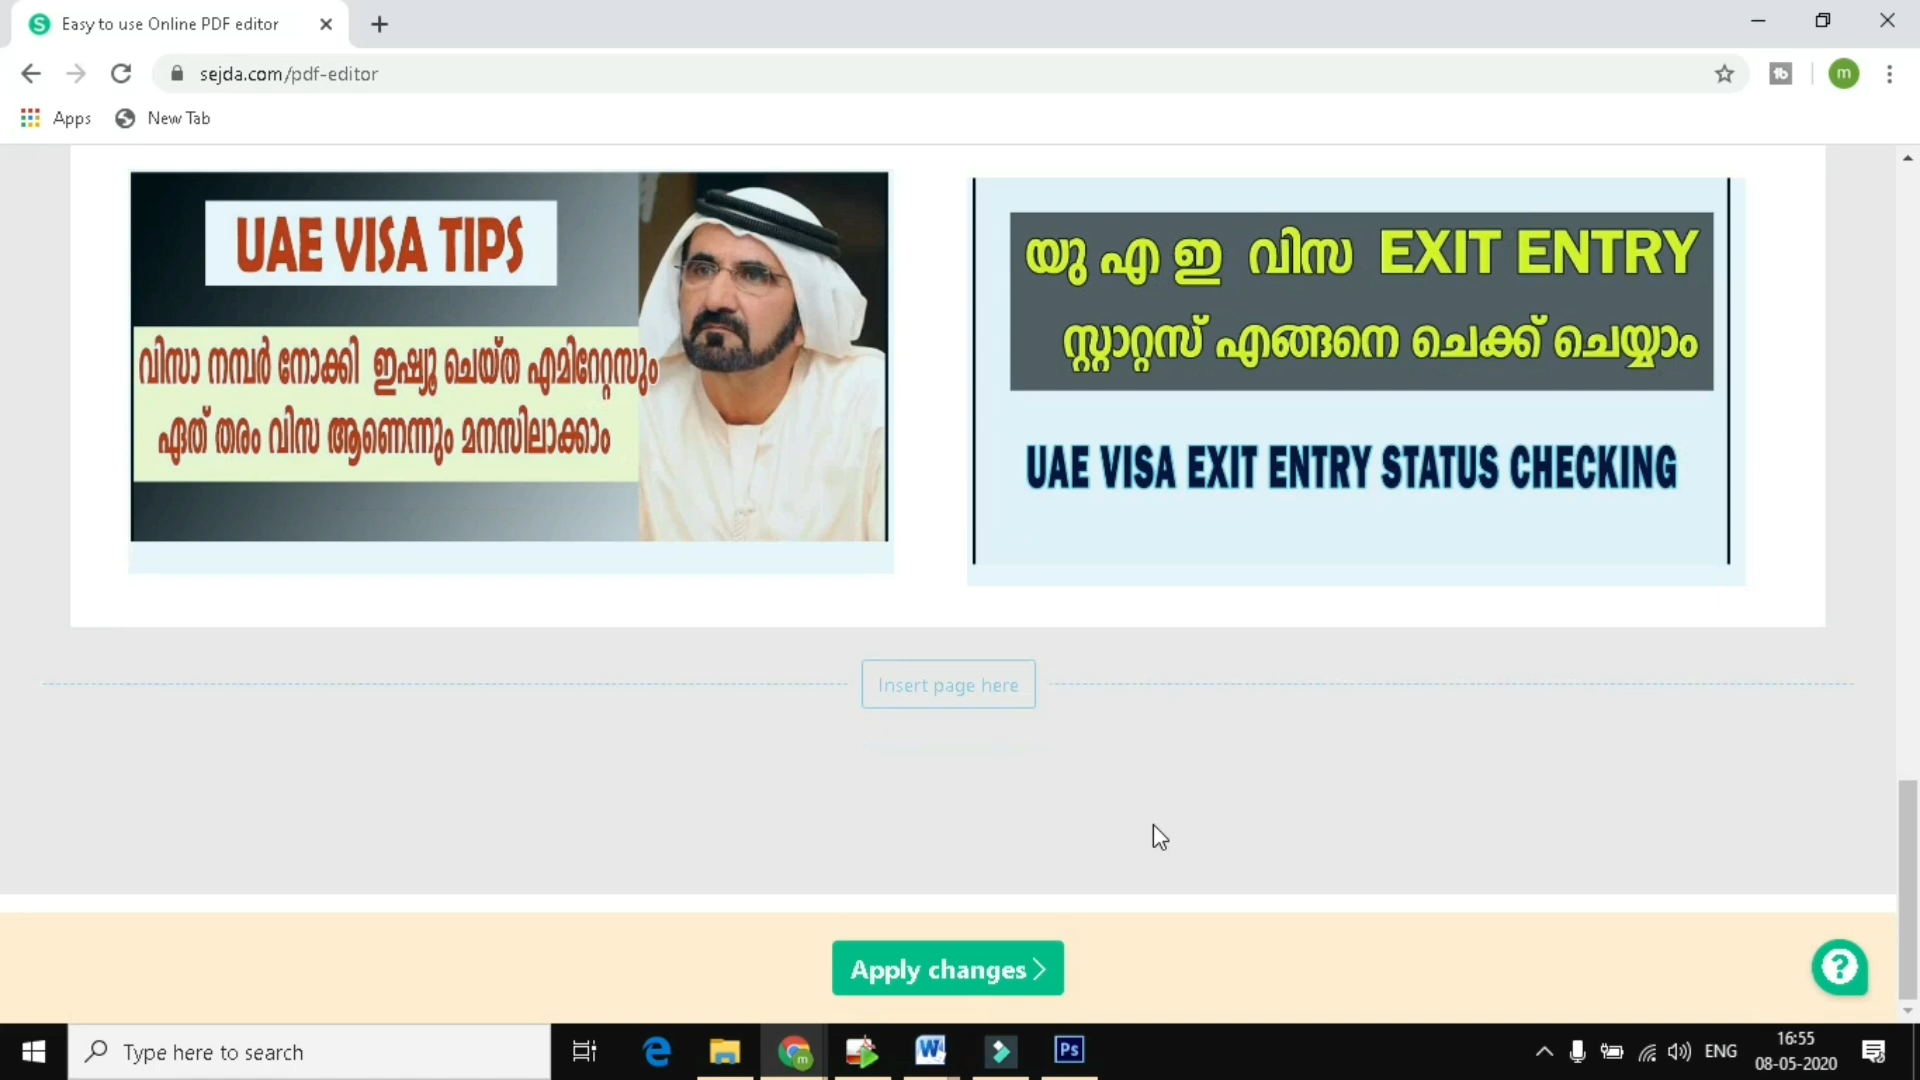 Easy to use Online PDF editor
sejda.com/pdf-editor
m
Apps
New Tab
UAE VISA TIPS
വിസാ നമ്പർ നോക്കി ഇഷ്യൂ ചെയ്ത എമിറേറ്റസും
ഏത് തരം വിസ ആണെന്നും മനസിലാക്കാം
യു എ ഇ വിസ EXIT ENTRY
സ്റ്റാറ്റസ് എങ്ങനെ ചെക്ക് ചെയ്യാം
UAE VISA EXIT ENTRY STATUS CHECKING
Insert page here
Apply changes
Type here to search
ENG
16:55
08-05-2020